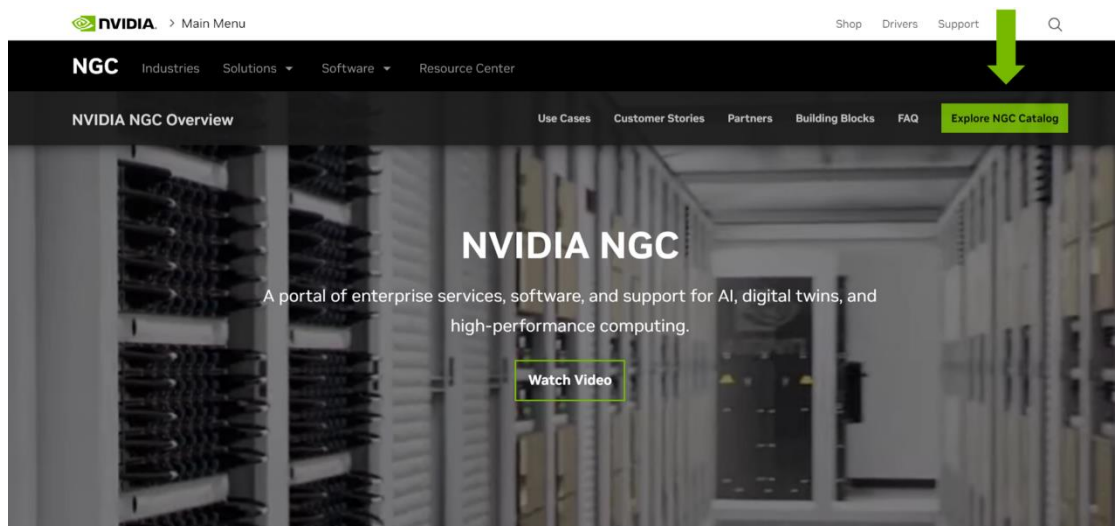 NVIDIA. > Main Menu Shop Drivers Support
NGC Industries Solutions Software Resource Center
NVIDIA NGC Overview Use Cases Customer Stories Partners Building Blocks FAQ Explore NGC Catalog
NVIDIA NGC
A portal of enterprise services, software, and support for AI, digital twins, and
high-performance computing.
Watch Video